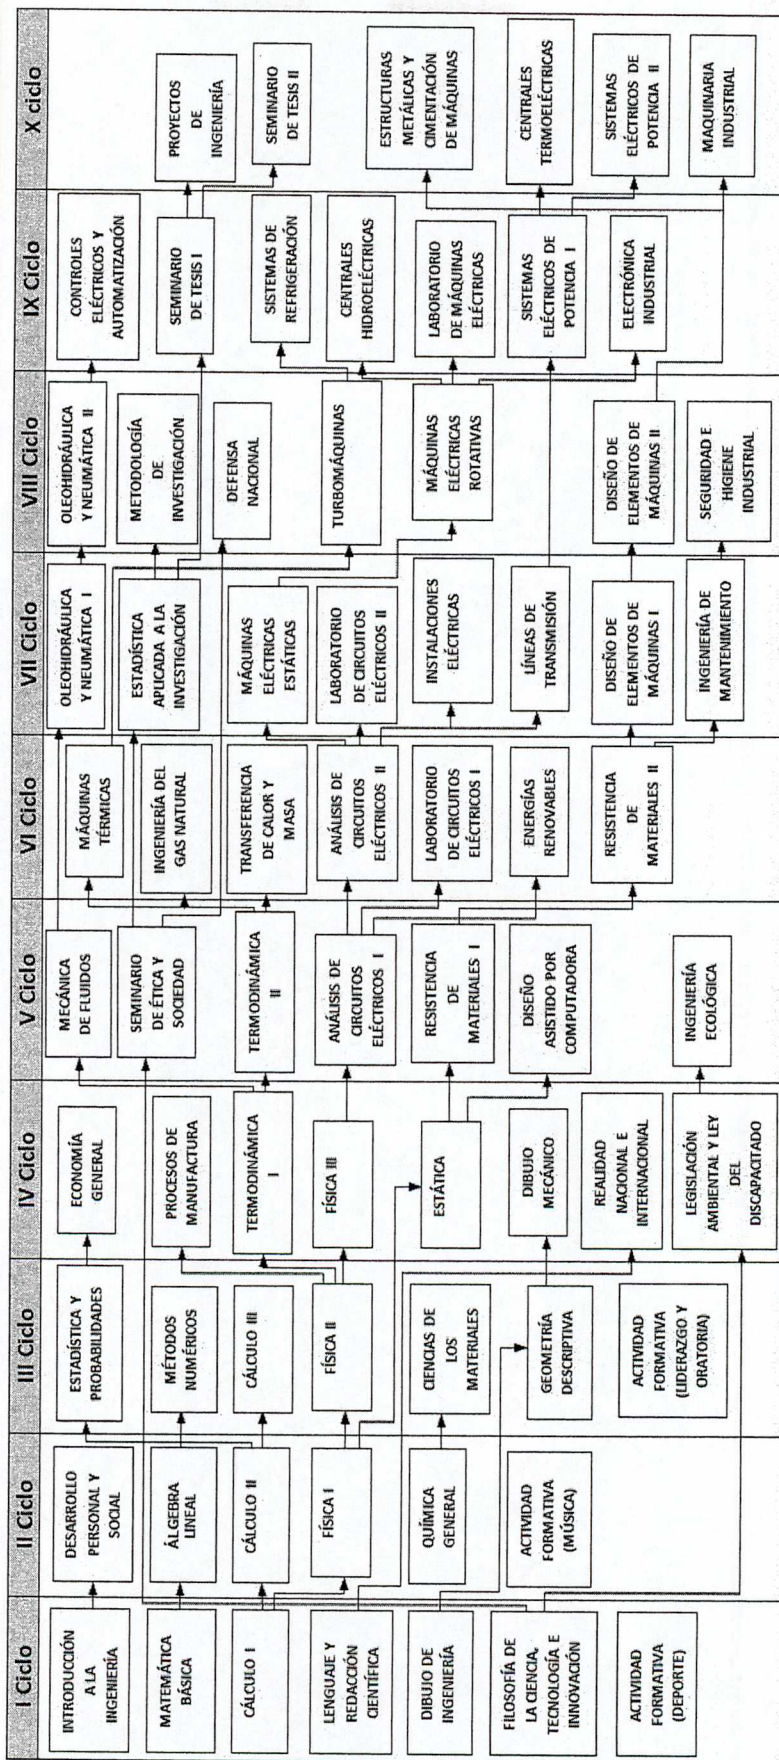 I Ciclo
INTRODUCCIÓN
A LA
INGENIERÍA
MATEMÁTICA
BÁSICA
CÁLCULO I
LENGUAJE Y
REDACCIÓN
CIENTÍFICA
DIBUJO DE
INGENIERÍA
FILOSOFÍA DE
LA CIENCIA,
TECNOLOGÍA E
INNOVACIÓN
ACTIVIDAD
FORMATIVA
(DEPORTE)
II Ciclo
DESARROLLO
PERSONAL Y
SOCIAL
ÁLGEBRA
LINEAL
CÁLCULO II
FÍSICA I
QUÍMICA
GENERAL
ACTIVIDAD
FORMATIVA
(MÚSICA)
III Ciclo
ESTADÍSTICA Y
PROBABILIDADES
MÉTODOS
NUMÉRICOS
CÁLCULO III
FÍSICA II
CIENCIAS DE
LOS
MATERIALES
GEOMETRÍA
DESCRIPTIVA
ACTIVIDAD
FORMATIVA
(LIDERAZGO Y
ORATORIA)
IV Ciclo
ECONOMÍA
GENERAL
PROCESOS DE
MANUFACTURA
TERMODINÁMICA
I
FÍSICA III
ESTÁTICA
DIBUJO
MECÁNICO
REALIDAD
NACIONAL E
INTERNACIONAL
LEGISLACIÓN
AMBIENTAL Y LEY
DEL
DISCAPACITADO
V Ciclo
MECÁNICA
DE FLUIDOS
SEMINARIO
DE ÉTICA Y
SOCIEDAD
TERMODINÁMICA
II
ANÁLISIS DE
CIRCUITOS
ELÉCTRICOS I
RESISTENCIA
DE
MATERIALES I
DISEÑO
ASISTIDO POR
COMPUTADORA
INGENIERÍA
ECOLÓGICA
VI Ciclo
MÁQUINAS
TÉRMICAS
INGENIERÍA DEL
GAS NATURAL
TRANSFERENCIA
DE CALOR Y
MASA
ANÁLISIS DE
CIRCUITOS
ELÉCTRICOS II
LABORATORIO
DE CIRCUITOS
ELÉCTRICOS I
ENERGÍAS
RENOVABLES
RESISTENCIA
DE
MATERIALES II
VII Ciclo
OLEOHIDRÁULICA
Y NEUMÁTICA I
ESTADÍSTICA
APLICADA A LA
INVESTIGACIÓN
MÁQUINAS
ELÉCTRICAS
ESTÁTICAS
LABORATORIO
DE CIRCUITOS
ELÉCTRICOS II
INSTALACIONES
ELÉCTRICAS
LÍNEAS DE
TRANSMISIÓN
DISEÑO DE
ELEMENTOS DE
MÁQUINAS I
INGENIERÍA DE
MANTENIMIENTO
VIII Ciclo
OLEOHIDRÁULICA
Y NEUMÁTICA II
METODOLOGÍA
DE
INVESTIGACIÓN
DEFENSA
NACIONAL
TURBOMÁQUINAS
MÁQUINAS
ELÉCTRICAS
ROTATIVAS
DISEÑO DE
ELEMENTOS DE
MÁQUINAS II
SEGURIDAD E
HIGIENE
INDUSTRIAL
IX Ciclo
CONTROLES
ELÉCTRICOS Y
AUTOMATIZACIÓN
SEMINARIO
DE TESIS I
SISTEMAS DE
REFRIGERACIÓN
CENTRALES
HIDROELÉCTRICAS
LABORATORIO
DE MÁQUINAS
ELÉCTRICAS
SISTEMAS
ELÉCTRICOS DE
POTENCIA I
ELECTRÓNICA
INDUSTRIAL
X ciclo
PROYECTOS
DE
INGENIERÍA
SEMINARIO
DE TESIS II
ESTRUCTURAS
METÁLICAS Y
CIMENTACIÓN
DE MÁQUINAS
CENTRALES
TERMOELÉCTRICAS
SISTEMAS
ELÉCTRICOS DE
POTENCIA II
MAQUINARIA
INDUSTRIAL